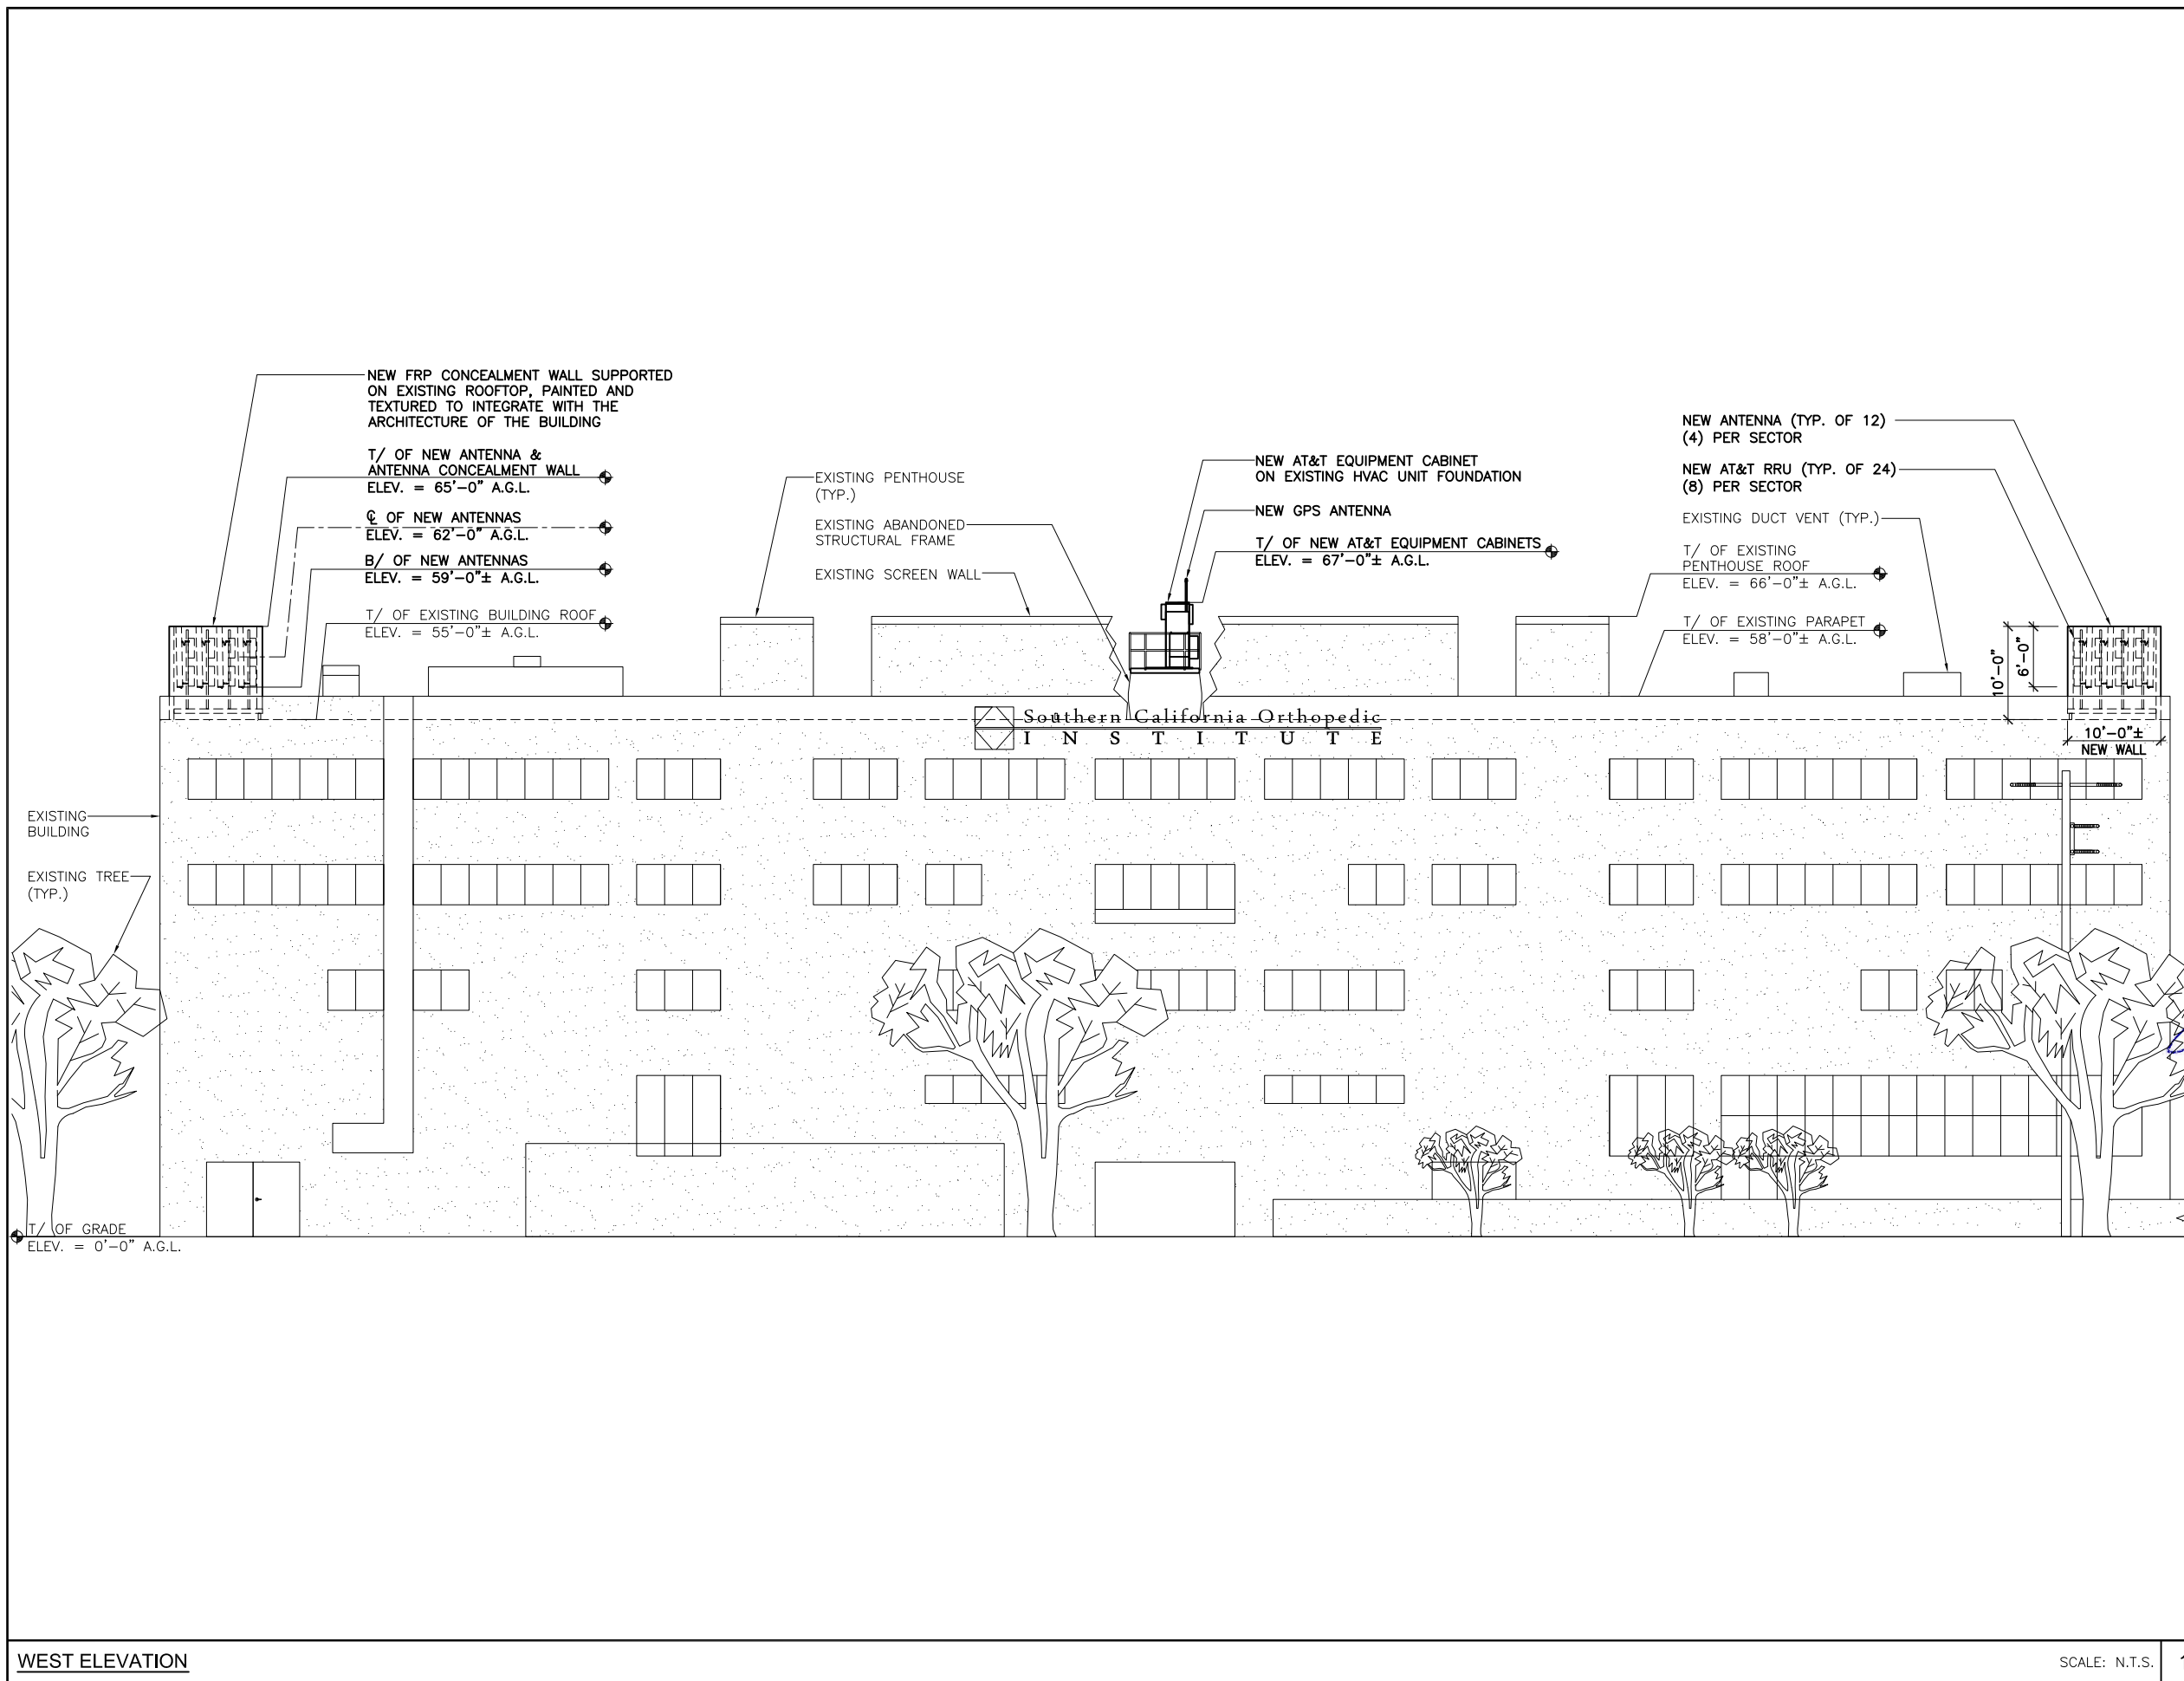 NEW FRP CONCEALMENT WALL SUPPORTED
ON EXISTING ROOFTOP, PAINTED AND
TEXTURED TO INTEGRATE WITH THE
ARCHITECTURE OF THE BUILDING
T/ OF NEW ANTENNA &
ANTENNA CONCEALMENT WALL
ELEV. = 65'-0" A.G.L.
℄ OF NEW ANTENNAS
ELEV. = 62'-0" A.G.L.
B/ OF NEW ANTENNAS
ELEV. = 59'-0"± A.G.L.
T/ OF EXISTING BUILDING ROOF
ELEV. = 55'-0"± A.G.L.
EXISTING PENTHOUSE
(TYP.)
EXISTING ABANDONED
STRUCTURAL FRAME
EXISTING SCREEN WALL
NEW AT&T EQUIPMENT CABINET
ON EXISTING HVAC UNIT FOUNDATION
NEW GPS ANTENNA
T/ OF NEW AT&T EQUIPMENT CABINETS
ELEV. = 67'-0"± A.G.L.
NEW ANTENNA (TYP. OF 12)
(4) PER SECTOR
NEW AT&T RRU (TYP. OF 24)
(8) PER SECTOR
EXISTING DUCT VENT (TYP.)
T/ OF EXISTING
PENTHOUSE ROOF
ELEV. = 66'-0"± A.G.L.
T/ OF EXISTING PARAPET
ELEV. = 58'-0"± A.G.L.
10'-0"
6'-0"
10'-0"±
NEW WALL
Southern California Orthopedic
INSTITUTE
EXISTING
BUILDING
EXISTING TREE
(TYP.)
T/ OF GRADE
ELEV. = 0'-0" A.G.L.
WEST ELEVATION
SCALE: N.T.S.